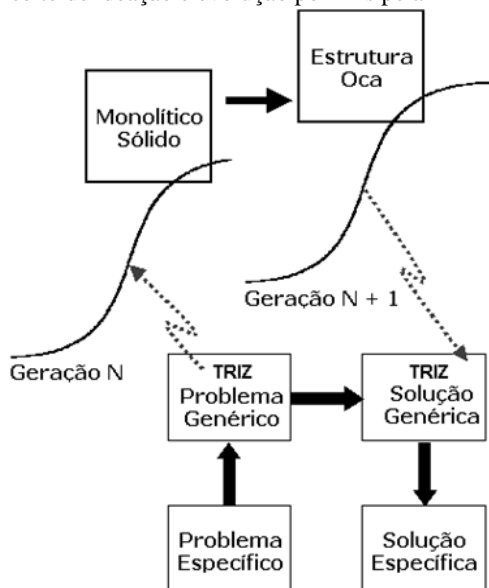 Estrutura
Oca
Monolítico
Sólido
Geração N + 1
Geração N
TRIZ
Problema
Genérico
TRIZ
Solução
Genérica
Problema
Específico
Solução
Específica